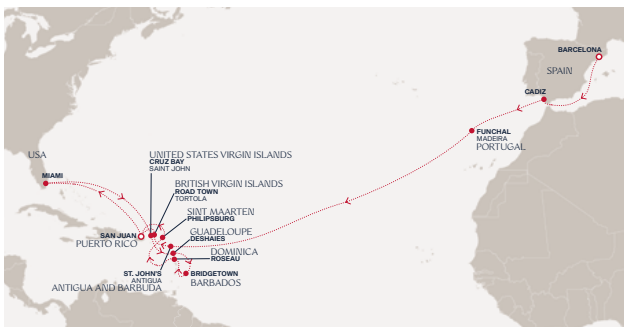 BARCELONA
SPAIN
CADIZ
FUNCHAL
MADEIRA
PORTUGAL
USA
MIAMI
UNITED STATES VIRGIN ISLANDS
CRUZ BAY
SAINT JOHN
BRITISH VIRGIN ISLANDS
ROAD TOWN
TORTOLA
SINT MAARTEN
PHILIPSBURG
SAN JUAN
PUERTO RICO
GUADELOUPE
DESHAIES
DOMINICA
ROSEAU
ST. JOHN'S
ANTIGUA
ANTIGUA AND BARBUDA
BRIDGETOWN
BARBADOS